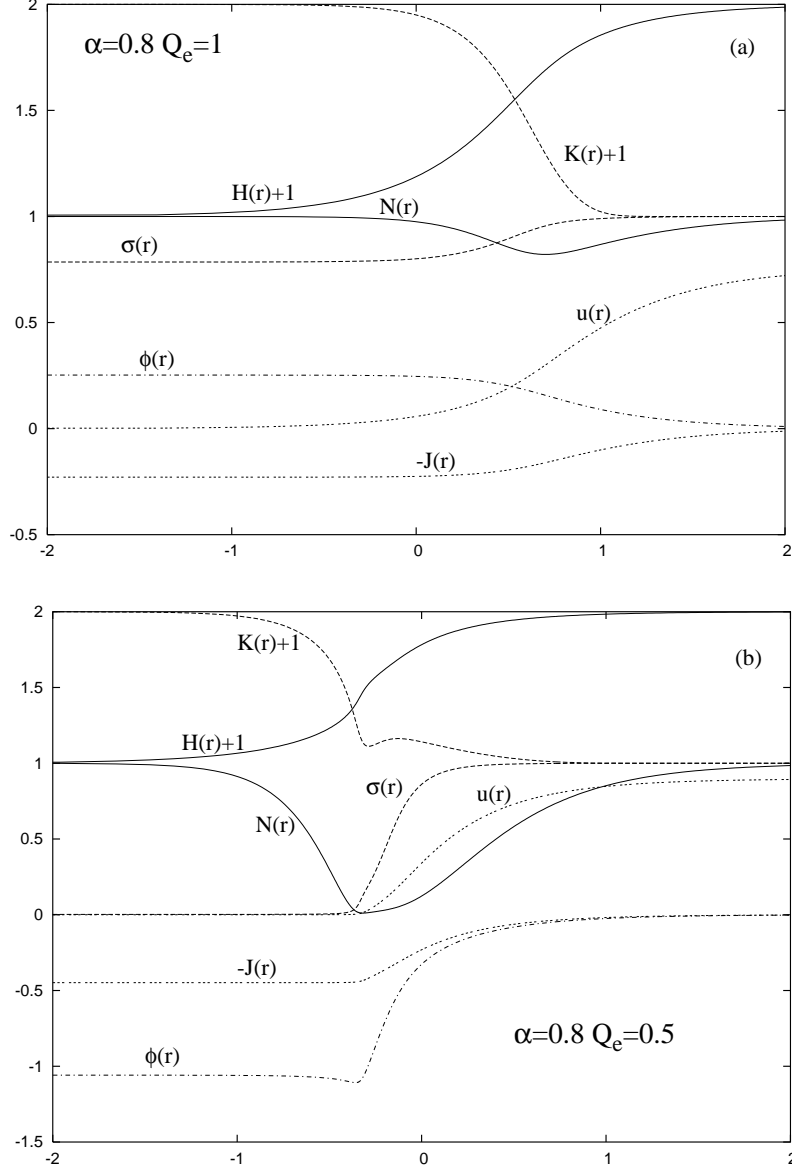 2
α=0.8 Q_e=1
(a)
1.5
K(r)+1
H(r)+1
N(r)
1
σ(r)
u(r)
0.5
ϕ(r)
0
-J(r)
-0.5
-2 -1 0 1 2
2
K(r)+1
(b)
1.5
H(r)+1
1
σ(r)
u(r)
N(r)
0.5
0
-J(r)
-0.5
α=0.8 Q_e=0.5
ϕ(r)
-1
-1.5
-2 -1 0 1 2